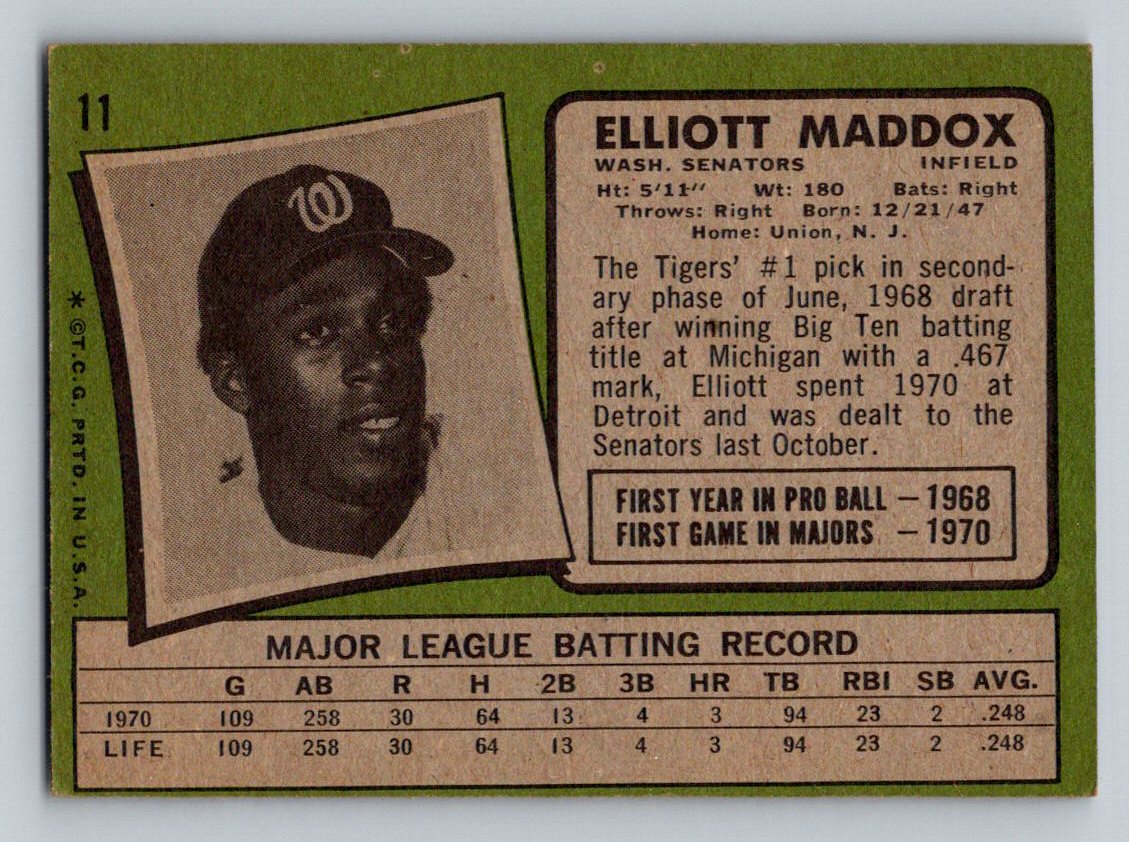 11
W
* ©T.C.G. PRTD. IN U.S.A.
ELLIOTT MADDOX
WASH. SENATORS INFIELD
Ht: 5'11" Wt: 180 Bats: Right
Throws: Right Born: 12/21/47
Home: Union, N. J.
The Tigers' #1 pick in second-
ary phase of June, 1968 draft
after winning Big Ten batting
title at Michigan with a .467
mark, Elliott spent 1970 at
Detroit and was dealt to the
Senators last October.
FIRST YEAR IN PRO BALL — 1968
FIRST GAME IN MAJORS — 1970
MAJOR LEAGUE BATTING RECORD
G AB R H 2B 3B HR TB RBI SB AVG.
1970 109 258 30 64 13 4 3 94 23 2 .248
LIFE 109 258 30 64 13 4 3 94 23 2 .248